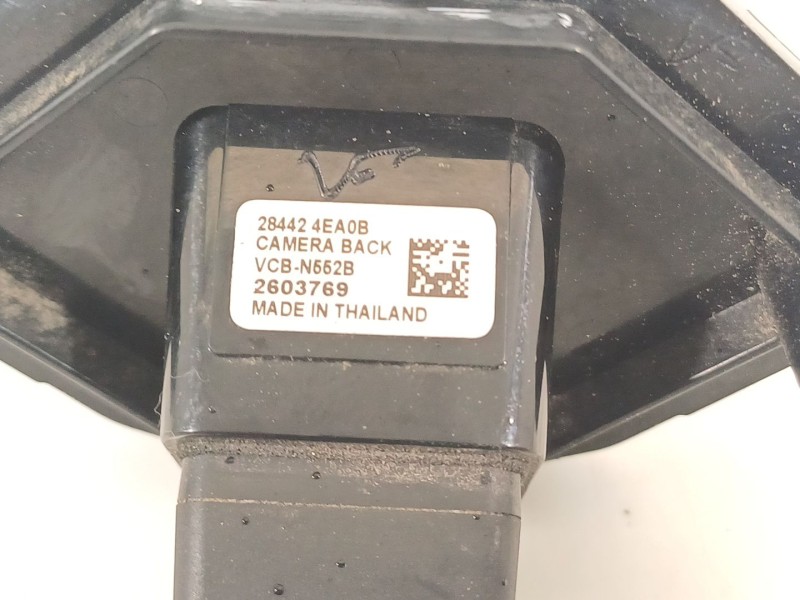 28442 4EA0B
CAMERA BACK
VCB-N552B
2603769
MADE IN THAILAND